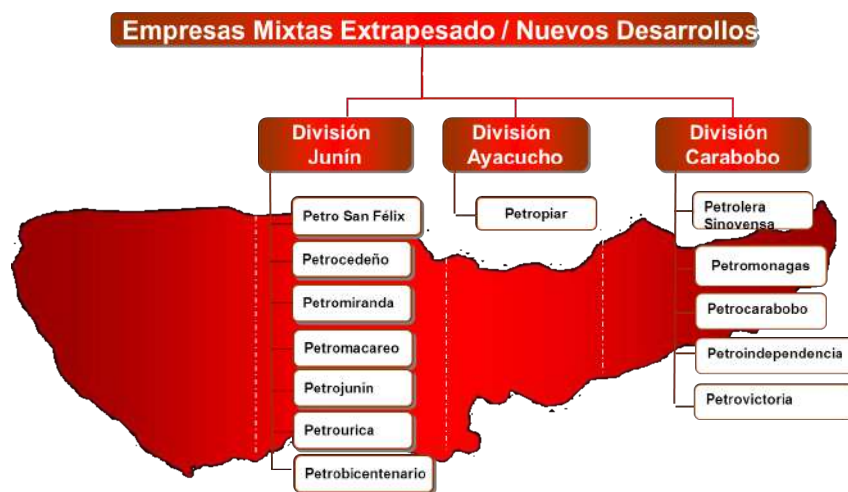 Empresas Mixtas Extrapesado / Nuevos Desarrollos
División
Junín
División
Ayacucho
División
Carabobo
Petro San Félix
Petrocedeño
Petromiranda
Petromacareo
Petrojunín
Petrourica
Petrobicentenario
Petropiar
Petrolera
Sinovensa
Petromonagas
Petrocarabobo
Petroindependencia
Petrovictoria